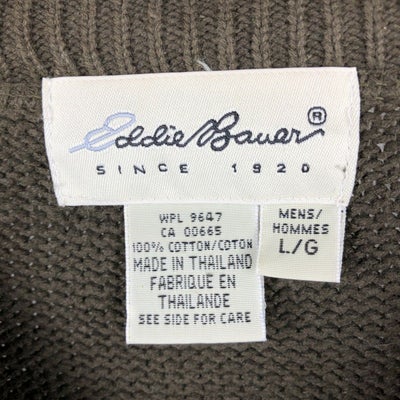 Eddie Bauer®
SINCE 1920
WPL 9647
CA 00665
100% COTTON/COTON
MADE IN THAILAND
FABRIQUE EN
THAILANDE
SEE SIDE FOR CARE
MENS/
HOMMES
L/G